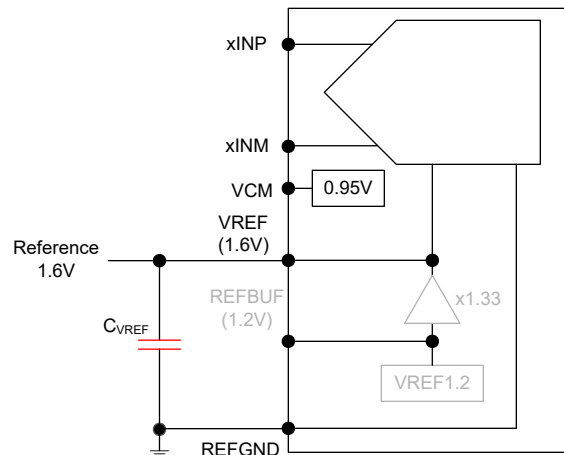 xINP
xINM
VCM
0.95V
VREF
(1.6V)
Reference
1.6V
REFBUF
(1.2V)
x1.33
CVREF
VREF1.2
REFGND